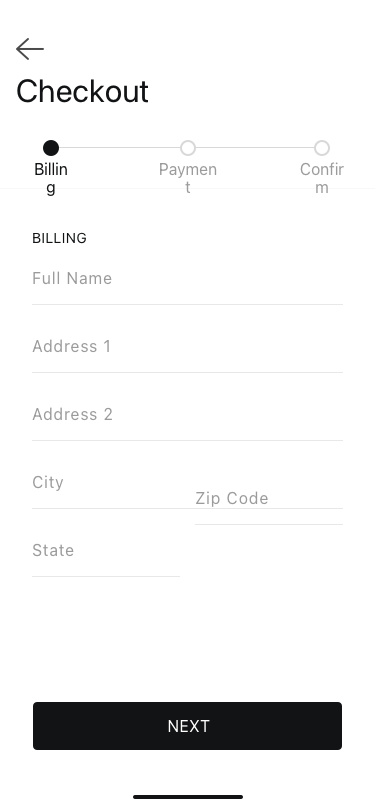 Checkout
Billin
g
Paymen
t
Confir
m
BILLING
Full Name
Address 1
Address 2
City
Zip Code
State
NEXT